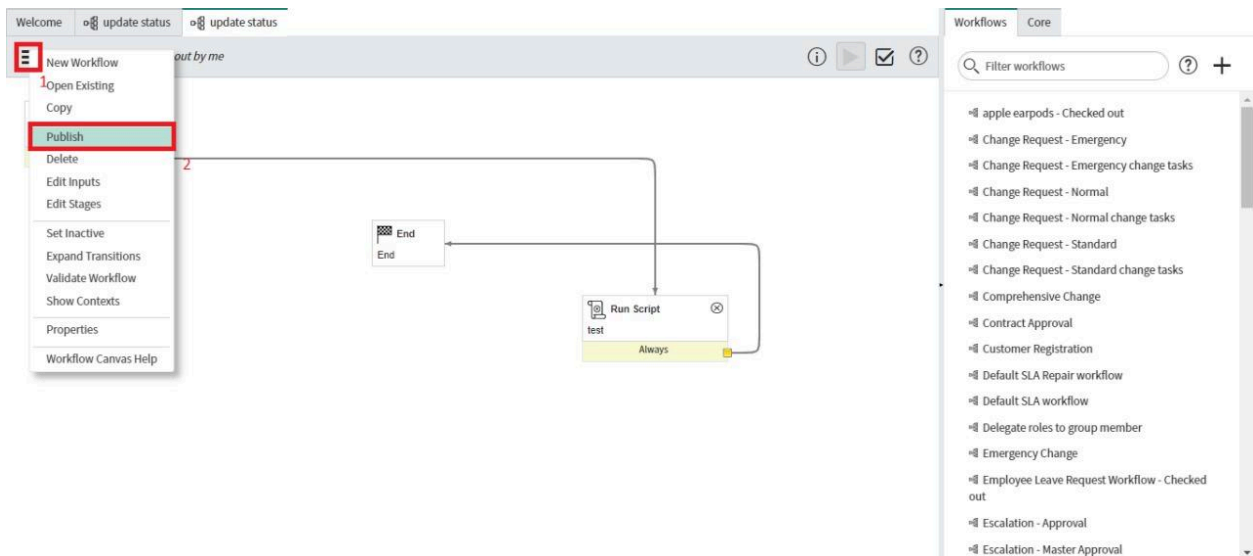 Welcome
update status
update status
Workflows
Core
out by me
New Workflow
1
Open Existing
Copy
Publish
Delete
2
Edit Inputs
Edit Stages
Set Inactive
Expand Transitions
Validate Workflow
Show Contexts
Properties
Workflow Canvas Help
End
End
Run Script
test
Always
Filter workflows
apple earpods - Checked out
Change Request - Emergency
Change Request - Emergency change tasks
Change Request - Normal
Change Request - Normal change tasks
Change Request - Standard
Change Request - Standard change tasks
Comprehensive Change
Contract Approval
Customer Registration
Default SLA Repair workflow
Default SLA workflow
Delegate roles to group member
Emergency Change
Employee Leave Request Workflow - Checked
out
Escalation - Approval
Escalation - Master Approval